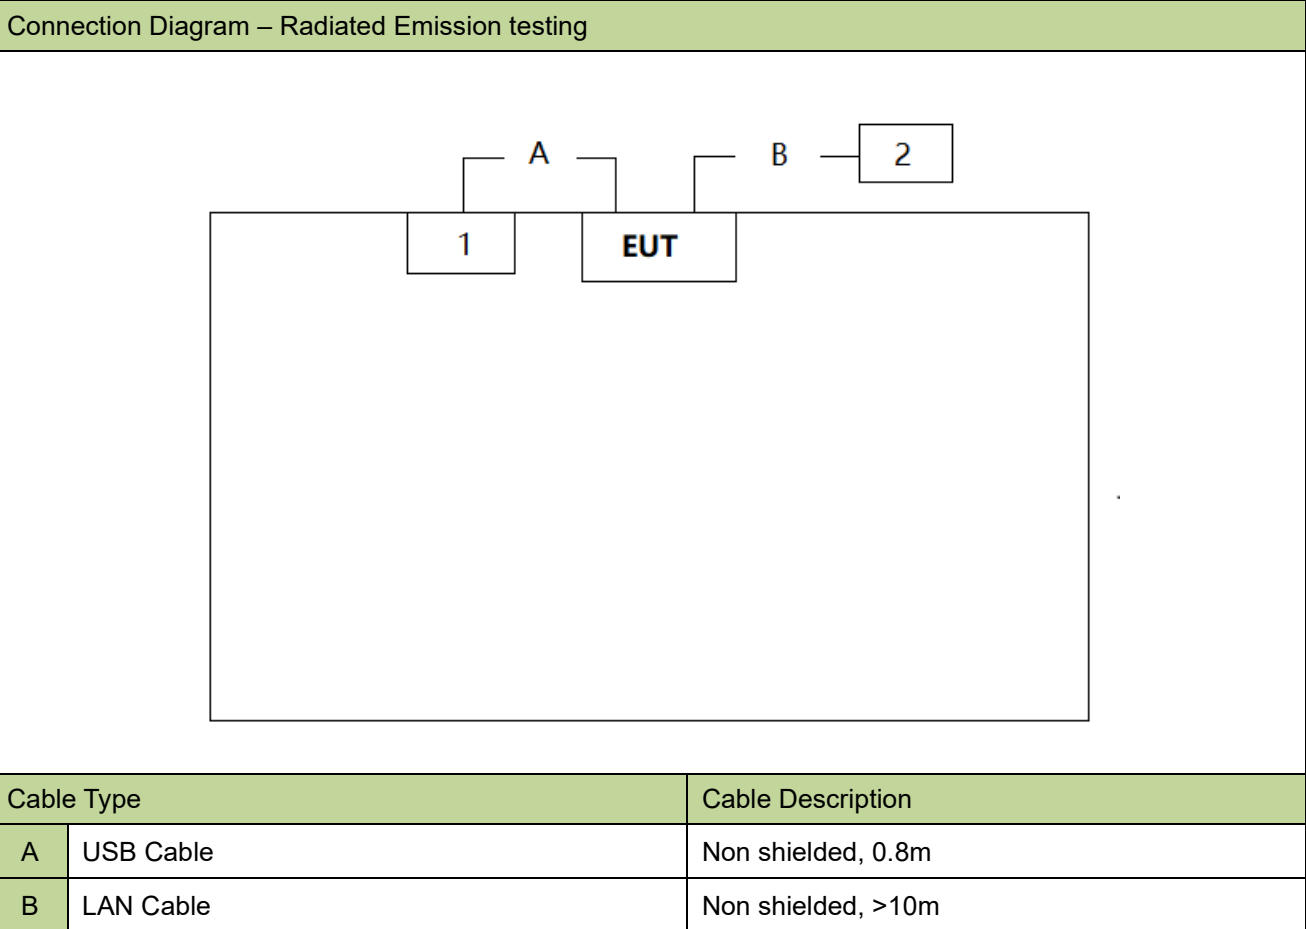 Connection Diagram – Radiated Emission testing
A
B
2
1
EUT
Cable Type
Cable Description
A
USB Cable
Non shielded, 0.8m
B
LAN Cable
Non shielded, >10m